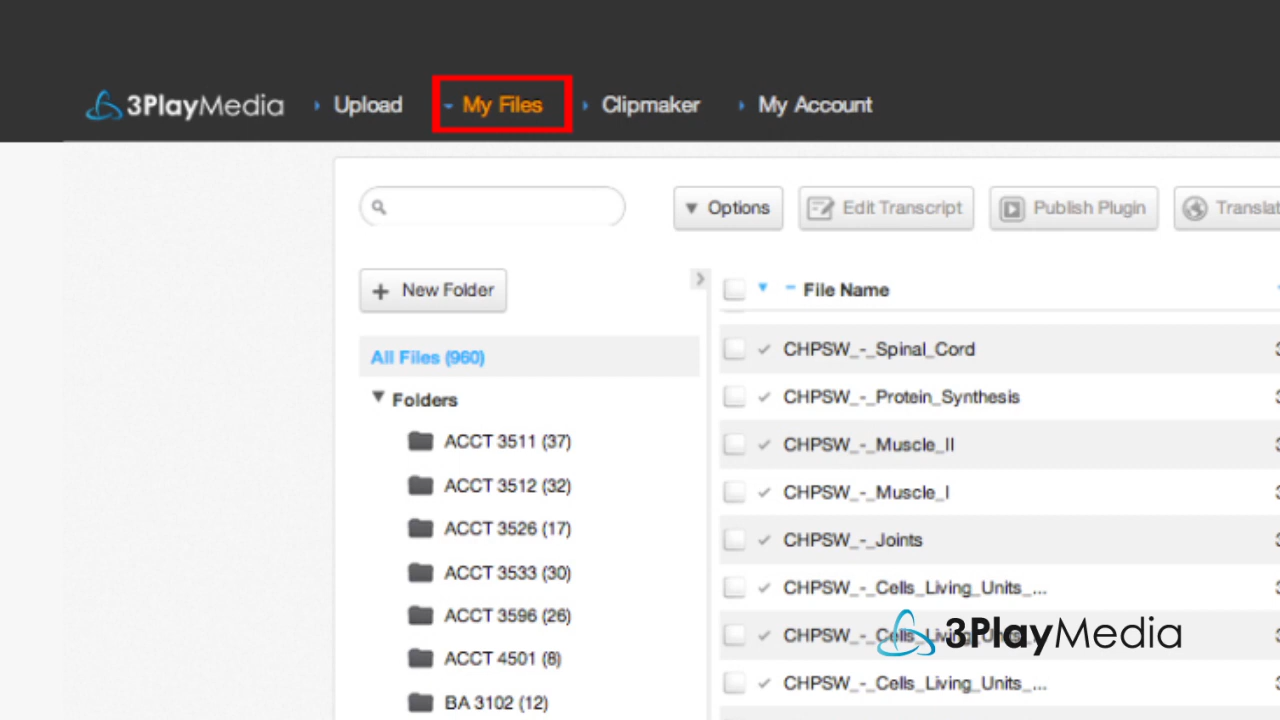 3PlayMedia Upload My Files Clipmaker My Account
Options Edit Transcript Publish Plugin
New Folder
File Name
All Files (960)
Folders
ACCT 3511 (37)
ACCT 3512 (32)
ACCT 3526 (17)
ACCT 3533 (30)
ACCT 3596 (26)
ACCT 4501 (8)
BA 3102 (12)
CHPSW_-_Spinal_Cord
CHPSW_-_Protein_Synthesis
CHPSW_-_Muscle_II
CHPSW_-_Muscle_I
CHPSW_-_Joints
CHPSW_-_Cells_Living_Units_...
CHPSW_-_Cells_Living_Units_...
CHPSW_-_Cells_Living_Units_...
3PlayMedia